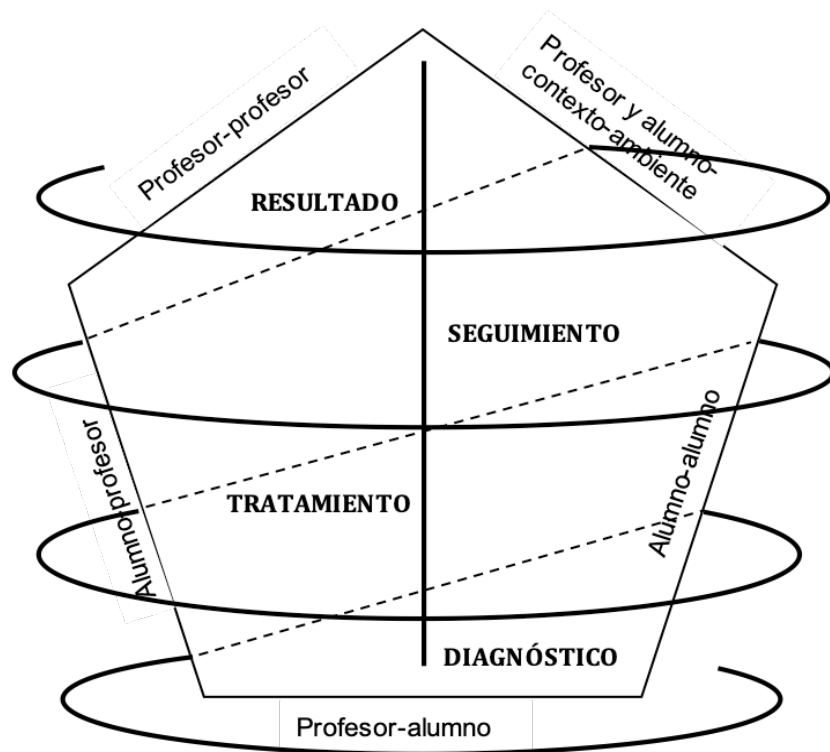 Profesor-profesor
Profesor y alumno-
contexto-ambiente
RESULTADO
SEGUIMIENTO
Alumno-profesor
Alumno-alumno
TRATAMIENTO
DIAGNÓSTICO
Profesor-alumno